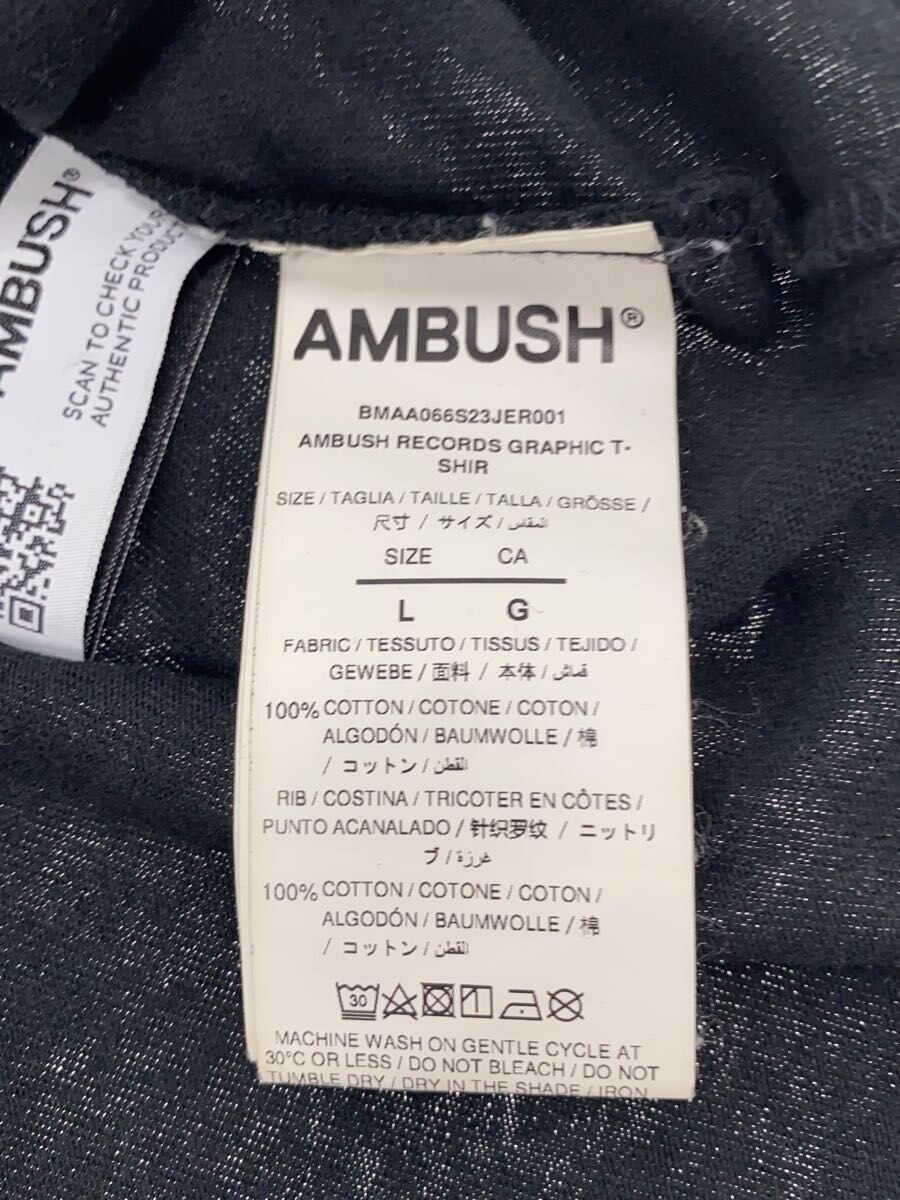 AMBUSH®
SCAN TO CHECK YOUR
AUTHENTIC PRODUCT
AMBUSH®
BMAA066S23JER001
AMBUSH RECORDS GRAPHIC T-
SHIR
SIZE / TAGLIA / TAILLE / TALLA / GRÖSSE /
尺寸 / サイズ / المقاس
SIZE CA
L G
FABRIC / TESSUTO / TISSUS / TEJIDO /
GEWEBE / 面料 / 本体 / قماش
100% COTTON / COTONE / COTON /
ALGODÓN / BAUMWOLLE / 棉
/ コットン / القطن
RIB / COSTINA / TRICOTER EN CÔTES /
PUNTO ACANALADO / 针织罗纹 / ニットリ
ブ / غرزة
100% COTTON / COTONE / COTON /
ALGODÓN / BAUMWOLLE / 棉
/ コットン / القطن
30
MACHINE WASH ON GENTLE CYCLE AT
30°C OR LESS / DO NOT BLEACH / DO NOT
TUMBLE DRY / DRY IN THE SHADE / IRON